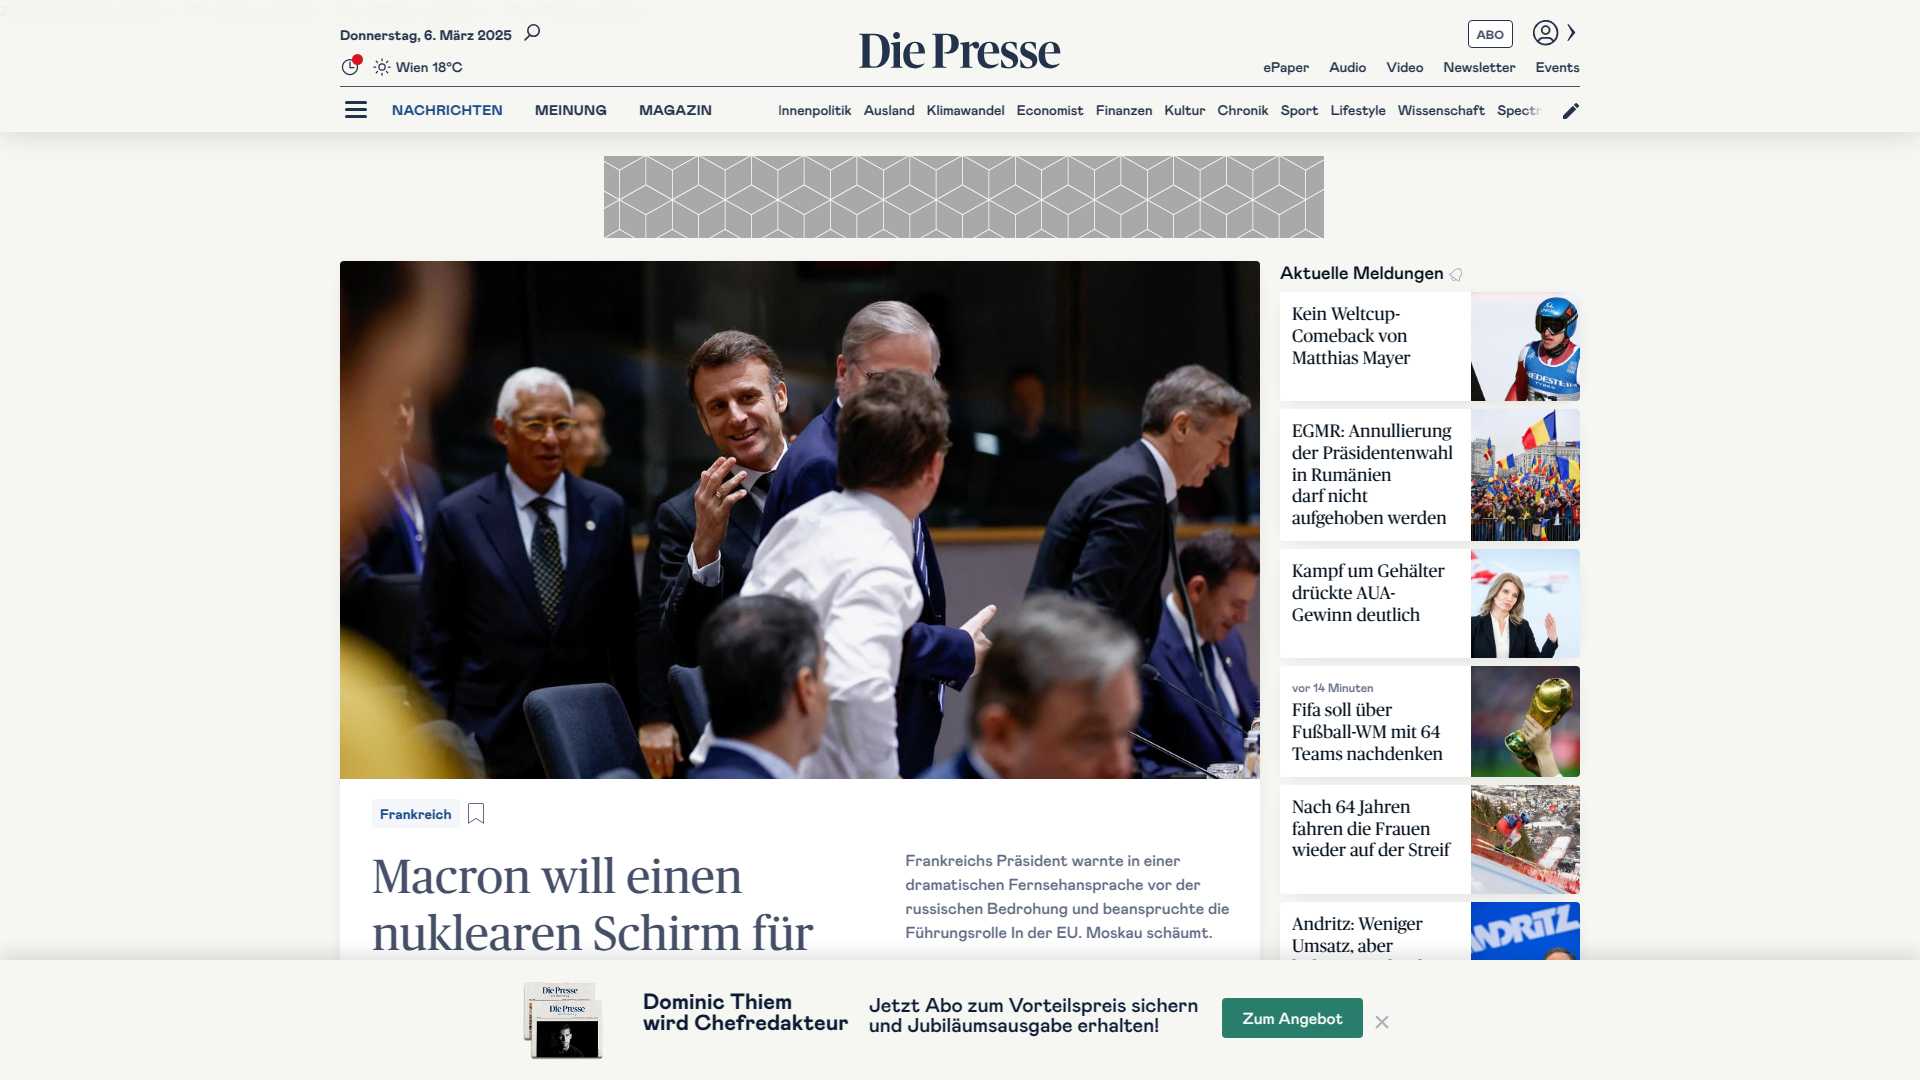 Donnerstag, 6. März 2025
Die Presse
ABO
Wien 18°C
ePaper Audio Video Newsletter Events
NACHRICHTEN MEINUNG MAGAZIN
Innenpolitik Ausland Klimawandel Economist Finanzen Kultur Chronik Sport Lifestyle Wissenschaft Spectr
Frankreich
Macron will einen
nuklearen Schirm für
Frankreichs Präsident warnte in einer
dramatischen Fernsehansprache vor der
russischen Bedrohung und beanspruchte die
Führungsrolle In der EU. Moskau schäumt.
Aktuelle Meldungen
Kein Weltcup-
Comeback von
Matthias Mayer
EGMR: Annullierung
der Präsidentenwahl
in Rumänien
darf nicht
aufgehoben werden
Kampf um Gehälter
drückte AUA-
Gewinn deutlich
vor 14 Minuten
Fifa soll über
Fußball-WM mit 64
Teams nachdenken
Nach 64 Jahren
fahren die Frauen
wieder auf der Streif
Andritz: Weniger
Umsatz, aber
ANDRITZ
Die Presse
Die Presse
Dominic Thiem
wird Chefredakteur
Jetzt Abo zum Vorteilspreis sichern
und Jubiläumsausgabe erhalten!
Zum Angebot